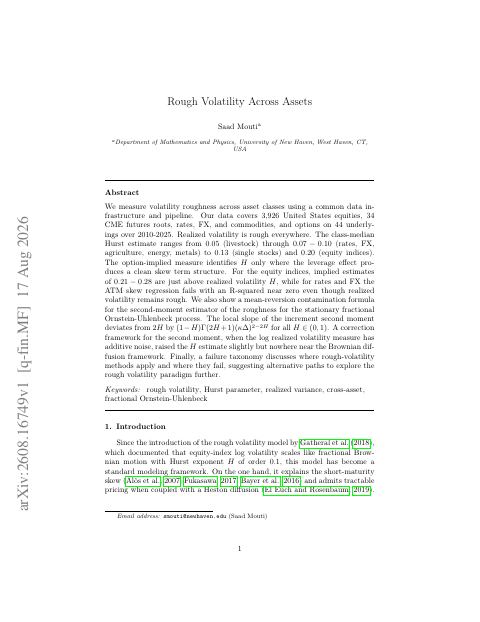 Rough Volatility Across Assets
Saad Mouti^a
^aDepartment of Mathematics and Physics, University of New Haven, West Haven, CT,
USA
Abstract
We measure volatility roughness across asset classes using a common data in-
frastructure and pipeline. Our data covers 3,926 United States equities, 34
CME futures roots, rates, FX, and commodities, and options on 44 underly-
ings over 2010-2025. Realized volatility is rough everywhere. The class-median
Hurst estimate ranges from 0.05 (livestock) through 0.07 − 0.10 (rates, FX,
agriculture, energy, metals) to 0.13 (single stocks) and 0.20 (equity indices).
The option-implied measure identifies H only where the leverage effect pro-
duces a clean skew term structure. For the equity indices, implied estimates
of 0.21 − 0.28 are just above realized volatility H, while for rates and FX the
ATM skew regression fails with an R-squared near zero even though realized
volatility remains rough. We also show a mean-reversion contamination formula
for the second-moment estimator of the roughness for the stationary fractional
Ornstein-Uhlenbeck process. The local slope of the increment second moment
deviates from 2H by (1−H)Γ(2H+1)(κΔ)^{2−2H} for all H ∈ (0, 1). A correction
framework for the second moment, when the log realized volatility measure has
additive noise, raised the H estimate slightly but nowhere near the Brownian dif-
fusion framework. Finally, a failure taxonomy discusses where rough-volatility
methods apply and where they fail, suggesting alternative paths to explore the
rough volatility paradigm further.
Keywords: rough volatility, Hurst parameter, realized variance, cross-asset,
fractional Ornstein-Uhlenbeck
1. Introduction
Since the introduction of the rough volatility model by Gatheral et al. (2018),
which documented that equity-index log volatility scales like fractional Brow-
nian motion with Hurst exponent H of order 0.1, this model has become a
standard modeling framework. On the one hand, it explains the short-maturity
skew (Alòs et al., 2007; Fukasawa, 2017; Bayer et al., 2016) and admits tractable
pricing when coupled with a Heston diffusion (El Euch and Rosenbaum, 2019).
Email address: smouti@newhaven.edu (Saad Mouti)
1
arXiv:2608.16749v1 [q-fin.MF] 17 Aug 2026